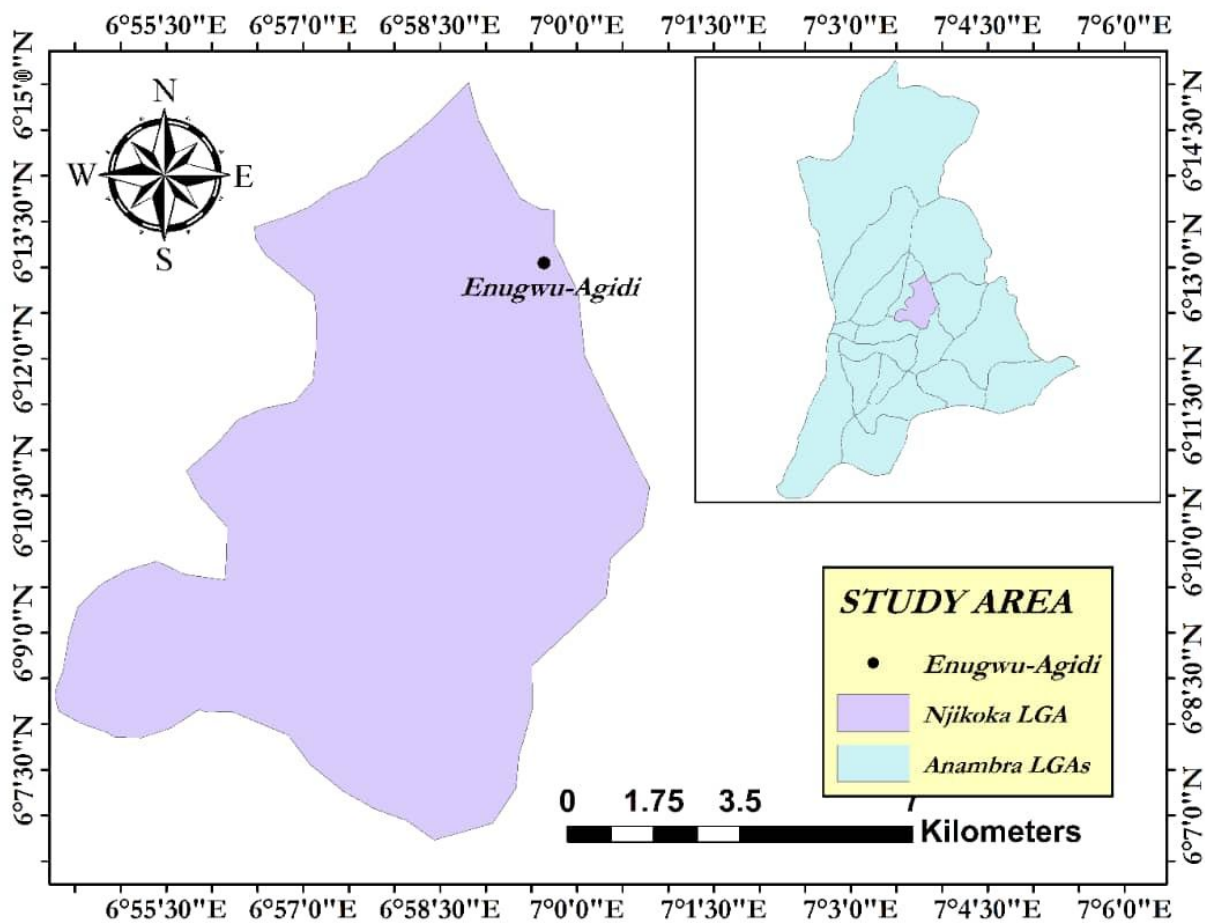 6°55'30"E 6°57'0"E 6°58'30"E 7°0'0"E 7°1'30"E 7°3'0"E 7°4'30"E 7°6'0"E
6°15'0"N
6°13'30"N
6°12'0"N
6°10'30"N
6°9'0"N
6°7'30"N
N
W E
S
Enugwu-Agidi
6°14'30"N
6°13'0"N
6°11'30"N
6°10'0"N
6°8'30"N
6°7'0"N
STUDY AREA
Enugwu-Agidi
Njikoka LGA
Anambra LGAs
0 1.75 3.5
Kilometers
6°55'30"E 6°57'0"E 6°58'30"E 7°0'0"E 7°1'30"E 7°3'0"E 7°4'30"E 7°6'0"E